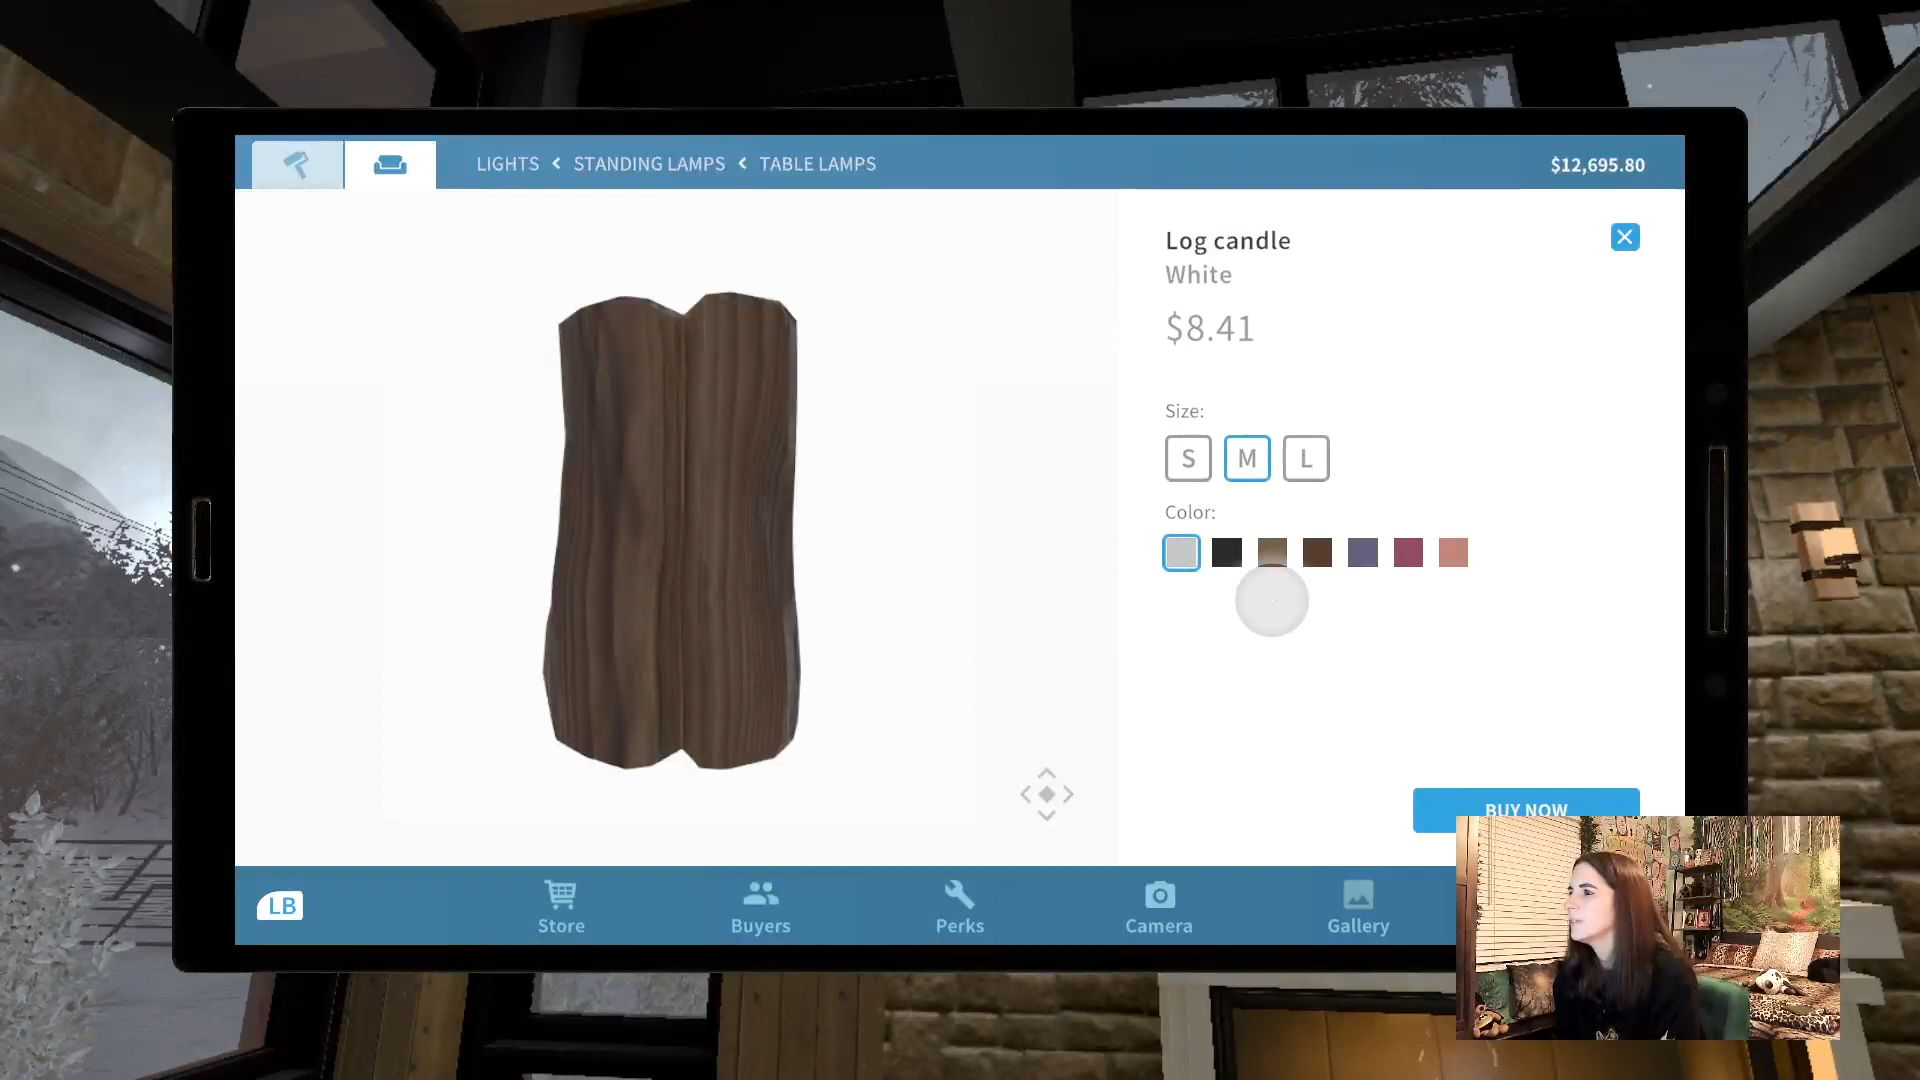 LIGHTS < STANDING LAMPS < TABLE LAMPS
$12,695.80
Log candle
White
$8.41
Size:
S M L
Color:
BUY NOW
LB
Store
Buyers
Perks
Camera
Gallery